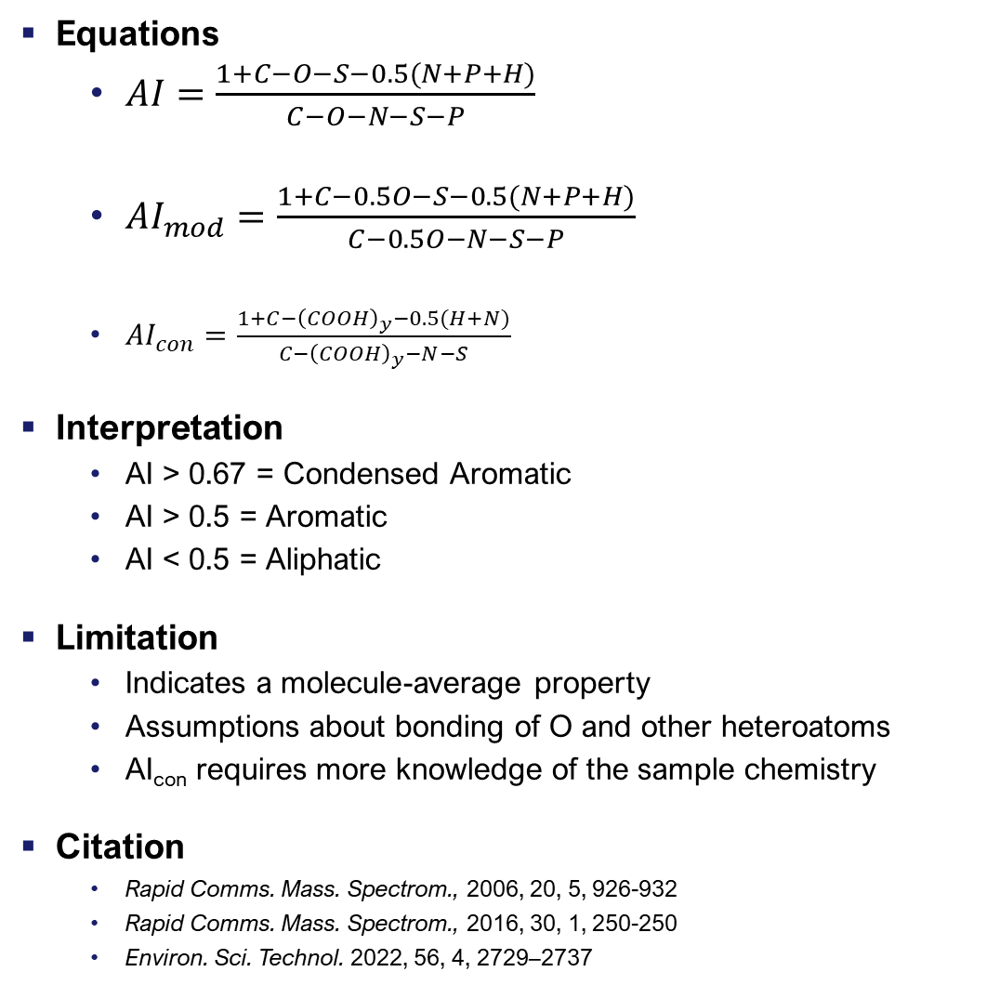 ▪ Equations
• AI = \frac{1+C−O−S−0.5(N+P+H)}{C−O−N−S−P}
• AI_{mod} = \frac{1+C−0.5O−S−0.5(N+P+H)}{C−0.5O−N−S−P}
• AI_{con} = \frac{1+C−(COOH)_y−0.5(H+N)}{C−(COOH)_y−N−S}
▪ Interpretation
• AI > 0.67 = Condensed Aromatic
• AI > 0.5 = Aromatic
• AI < 0.5 = Aliphatic
▪ Limitation
• Indicates a molecule-average property
• Assumptions about bonding of O and other heteroatoms
• AI_{con} requires more knowledge of the sample chemistry
▪ Citation
• Rapid Comms. Mass. Spectrom., 2006, 20, 5, 926-932
• Rapid Comms. Mass. Spectrom., 2016, 30, 1, 250-250
• Environ. Sci. Technol. 2022, 56, 4, 2729–2737